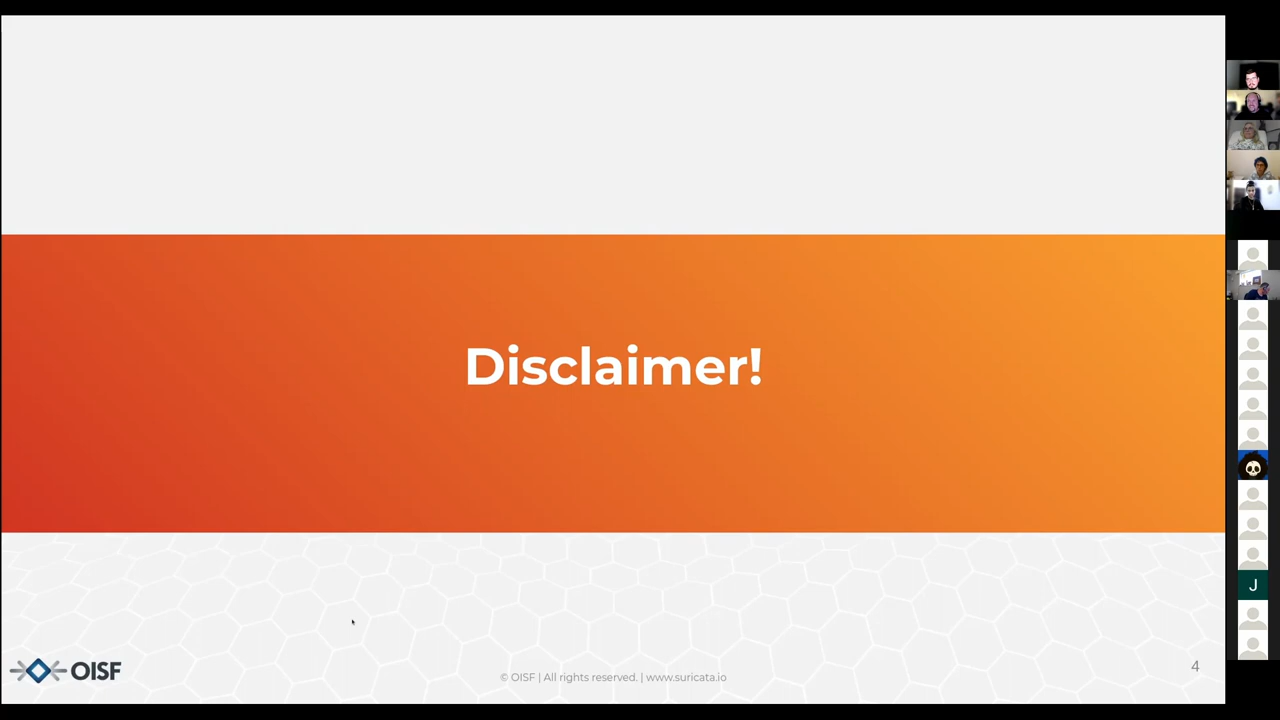 Disclaimer!
J
OISF
© OISF | All rights reserved. | www.suricata.io
4